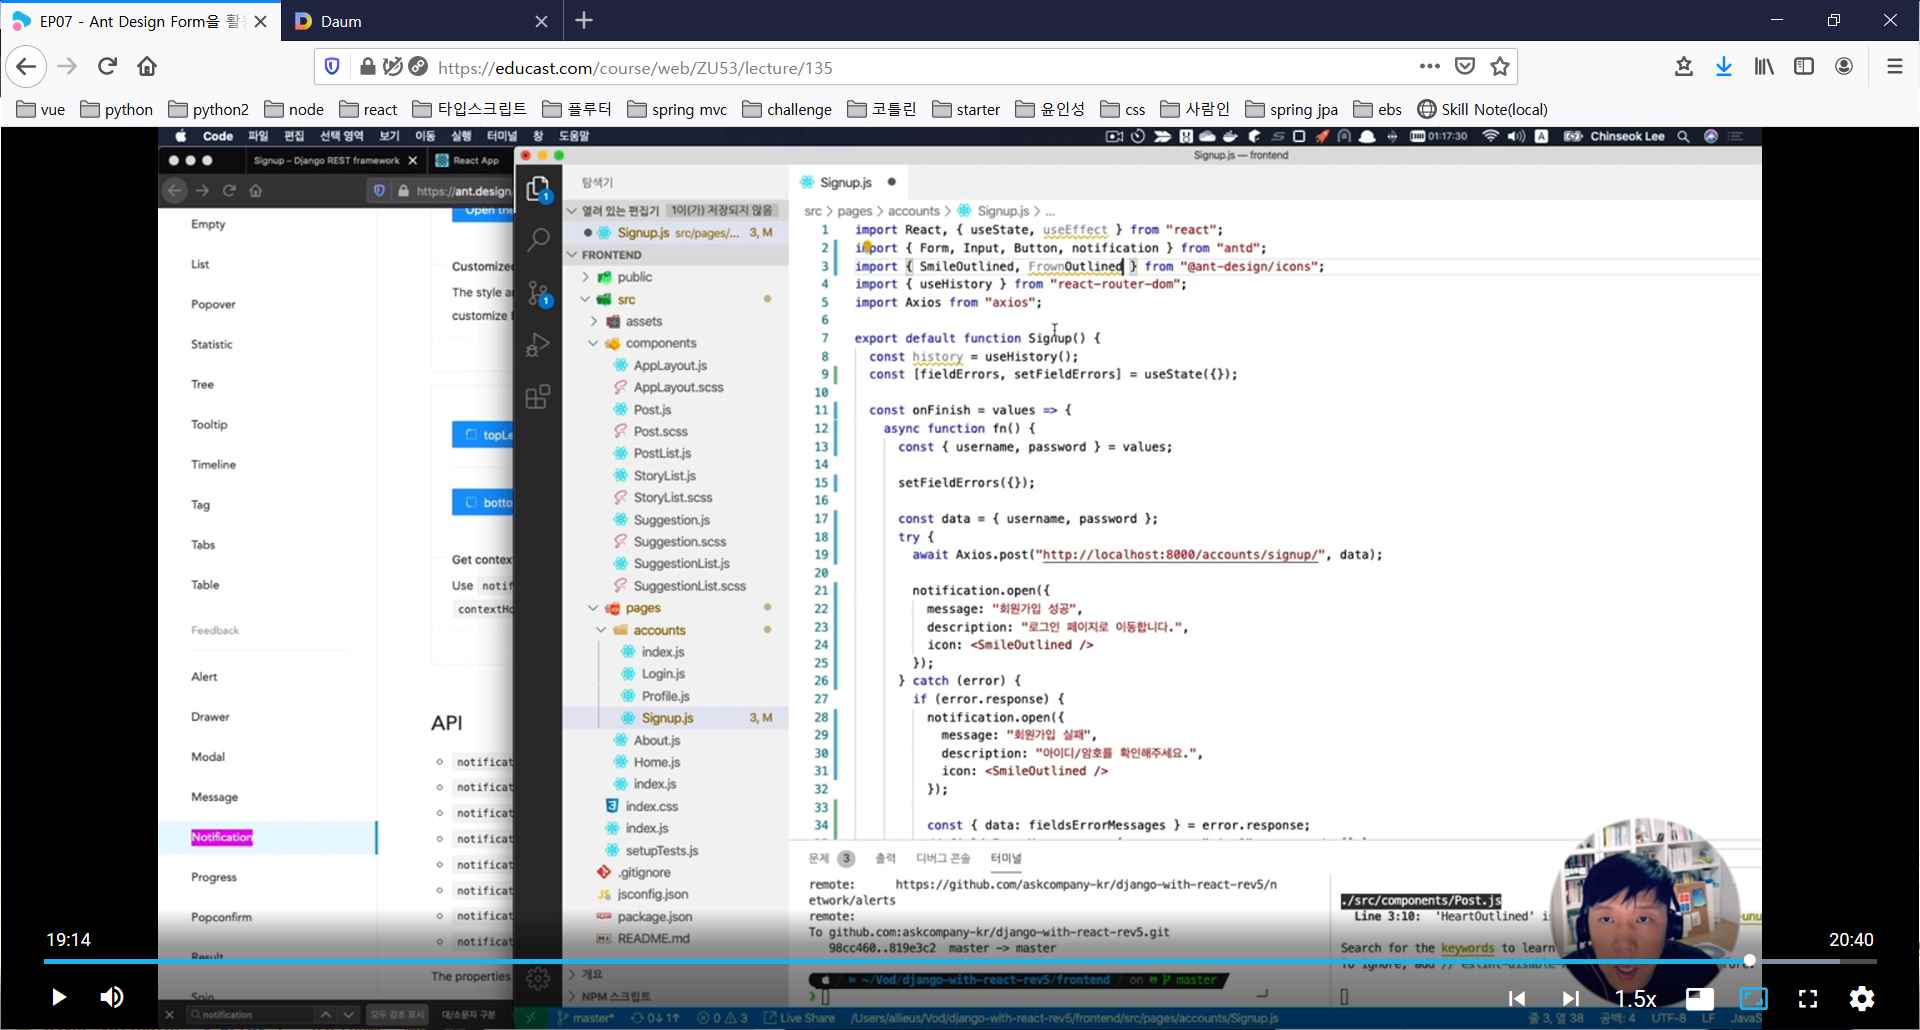 EP07 - Ant Design Form을 활
Daum
https://educast.com/course/web/ZU53/lecture/135
vue python python2 node react 타입스크립트 플루터 spring mvc challenge 코틀린 starter 윤인성 css 사람인 spring jpa ebs Skill Note(local)
Code 파일 편집 선택 영역 보기 이동 실행 터미널 창 도움말 01:17:30 Chinseok Lee
Signup – Django REST framework
React App
Signup.js — frontend
https://ant.design
Empty
List
Popover
Statistic
Tree
Tooltip
Timeline
Tag
Tabs
Table
Feedback
Alert
Drawer
Modal
Message
Notification
Progress
Popconfirm
Result
Spin
Open the
Customized
The style a
customize
topLe
botto
Get contex
Use notif
contextHo
API
notificat
notificat
notificat
notificat
notificat
notificat
notificat
notificat
The properties
notification
모두 강조 표시 대/소문자 구분
탐색기
열려 있는 편집기 1이(가) 저장되지 않음
Signup.js src/pages/... 3, M
FRONTEND
public
src
assets
components
AppLayout.js
AppLayout.scss
Post.js
Post.scss
PostList.js
StoryList.js
StoryList.scss
Suggestion.js
Suggestion.scss
SuggestionList.js
SuggestionList.scss
pages
accounts
index.js
Login.js
Profile.js
Signup.js 3, M
About.js
Home.js
index.js
index.css
index.js
setupTests.js
.gitignore
jsconfig.json
package.json
README.md
개요
NPM 스크립트
Signup.js
src > pages > accounts > Signup.js > ...
1 import React, { useState, useEffect } from "react";
2 import { Form, Input, Button, notification } from "antd";
3 import { SmileOutlined, FrownOutlined } from "@ant-design/icons";
4 import { useHistory } from "react-router-dom";
5 import Axios from "axios";
6
7 export default function Signup() {
8 const history = useHistory();
9 const [fieldErrors, setFieldErrors] = useState({});
10
11 const onFinish = values => {
12 async function fn() {
13 const { username, password } = values;
14
15 setFieldErrors({});
16
17 const data = { username, password };
18 try {
19 await Axios.post("http://localhost:8000/accounts/signup/", data);
20
21 notification.open({
22 message: "회원가입 성공",
23 description: "로그인 페이지로 이동합니다.",
24 icon: <SmileOutlined />
25 });
26 } catch (error) {
27 if (error.response) {
28 notification.open({
29 message: "회원가입 실패",
30 description: "아이디/암호를 확인해주세요.",
31 icon: <SmileOutlined />
32 });
33
34 const { data: fieldsErrorMessages } = error.response;
문제 3 출력 디버그 콘솔 터미널
remote: https://github.com/askcompany-kr/django-with-react-rev5/n
etwork/alerts
remote:
To github.com:askcompany-kr/django-with-react-rev5.git
98cc460..819e3c2 master -> master
~/Vod/django-with-react-rev5/frontend on master
./src/components/Post.js
Line 3:10: 'HeartOutlined' i
Search for the keywords to learn
To ignore, add // eslint-disable-
master* 0↓ 1↑ 0 3 Live Share /Users/allieus/Vod/django-with-react-rev5/frontend/src/pages/accounts/Signup.js 줄 3, 열 38 공백: 4 UTF-8 LF JavaS
19:14
20:40
1.5x